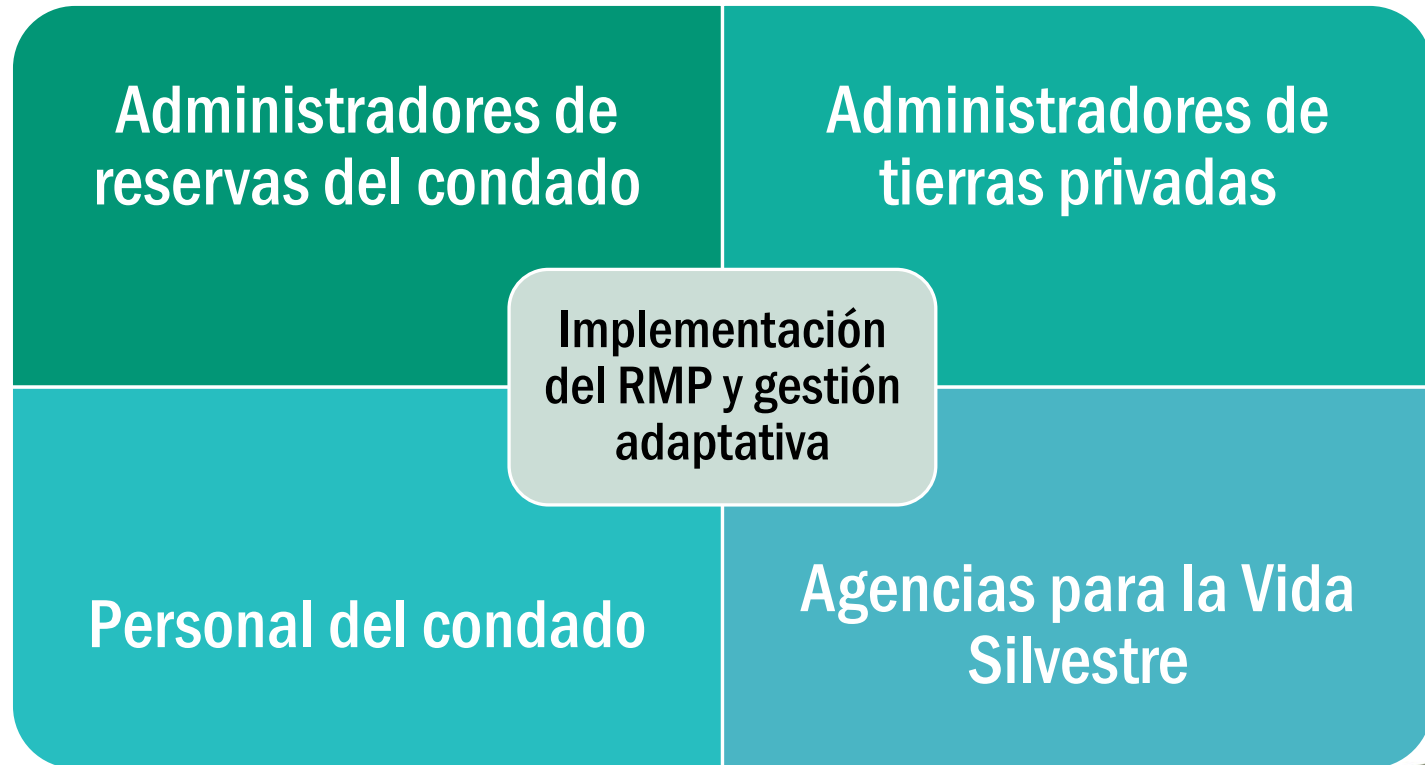 Administradores de
reservas del condado
Administradores de
tierras privadas
Implementación
del RMP y gestión
adaptativa
Personal del condado
Agencias para la Vida
Silvestre